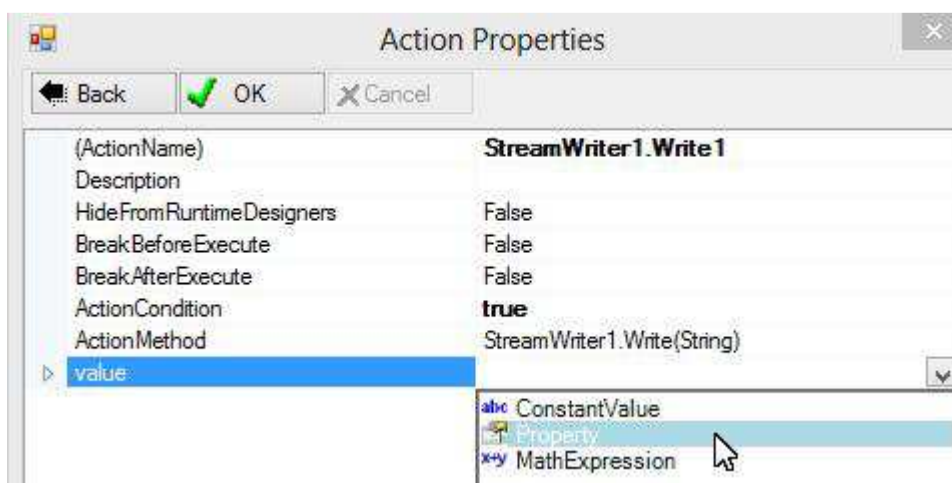 Action Properties
Back OK Cancel
(ActionName) StreamWriter1.Write1
Description
HideFromRuntimeDesigners False
BreakBeforeExecute False
BreakAfterExecute False
ActionCondition true
ActionMethod StreamWriter1.Write(String)
value
abc ConstantValue
Property
x+y MathExpression